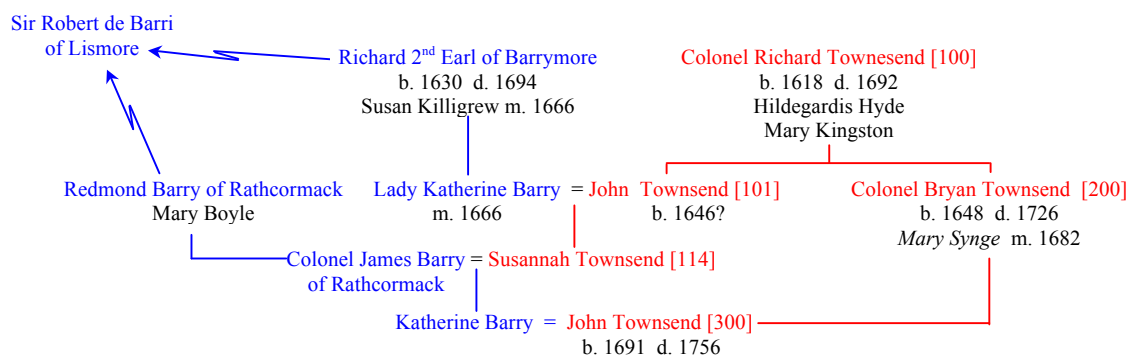 Sir Robert de Barri
of Lismore
Richard 2nd Earl of Barrymore
b. 1630 d. 1694
Susan Killigrew m. 1666
Colonel Richard Townesend [100]
b. 1618 d. 1692
Hildegardis Hyde
Mary Kingston
Redmond Barry of Rathcormack
Mary Boyle
Lady Katherine Barry = John Townsend [101]
m. 1666
b. 1646?
Colonel Bryan Townsend [200]
b. 1648 d. 1726
Mary Synge m. 1682
Colonel James Barry = Susannah Townsend [114]
of Rathcormack
Katherine Barry = John Townsend [300]
b. 1691 d. 1756